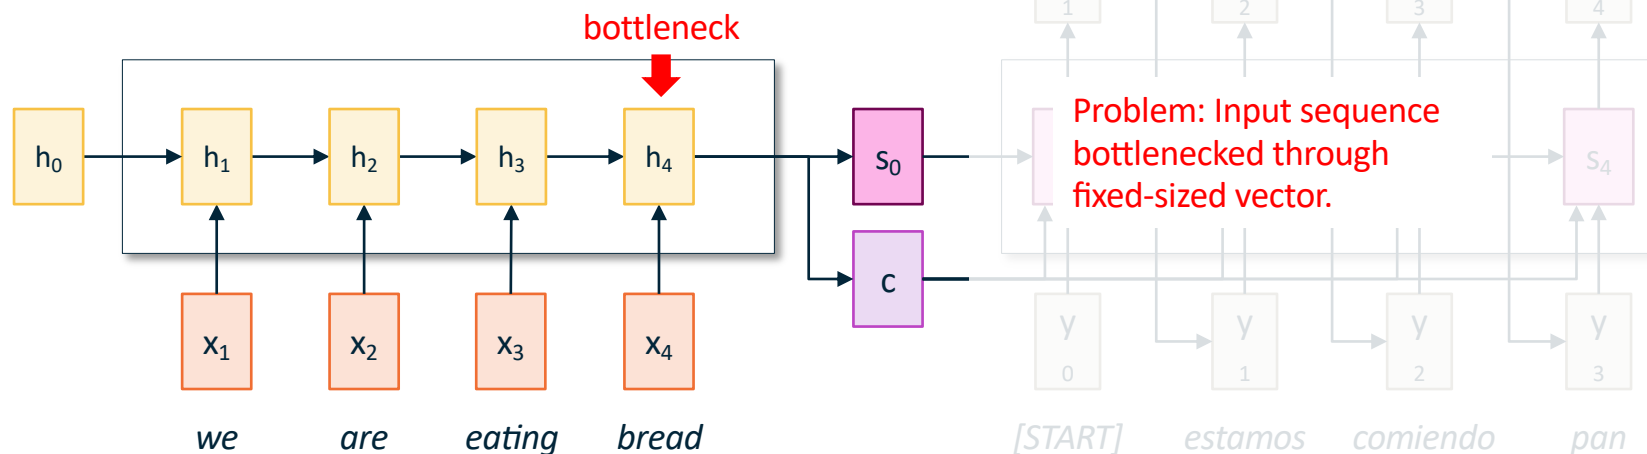 bottleneck
1 2 3 4
h₀ h₁ h₂ h₃ h₄ s₀ s₄
Problem: Input sequence
bottlenecked through
fixed-sized vector.
c
x₁ x₂ x₃ x₄ y y y y
0 1 2 3
we are eating bread [START] estamos comiendo pan